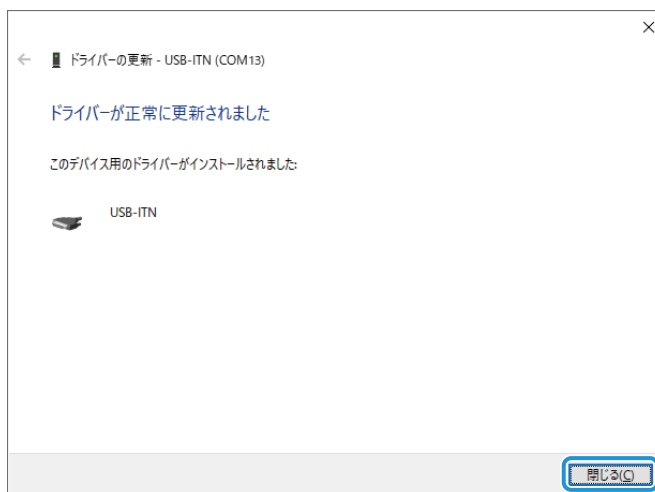 ドライバーの更新 - USB-ITN (COM13)
ドライバーが正常に更新されました
このデバイス用のドライバーがインストールされました:
USB-ITN
閉じる(C)